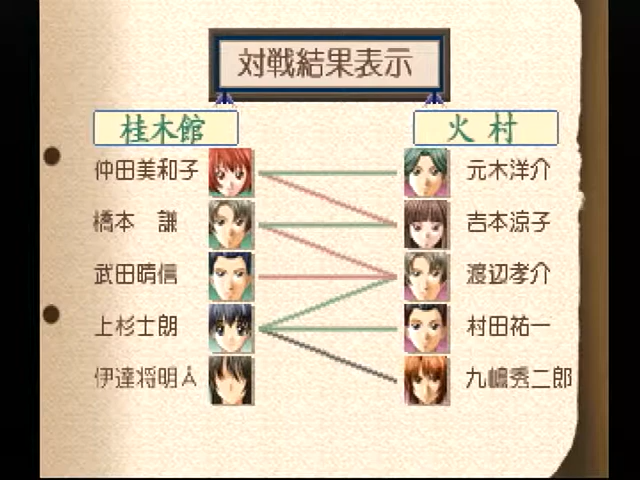 対戦結果表示
桂木館 火村
仲田美和子 元木洋介
橋本 謙 吉本涼子
武田晴信 渡辺孝介
上杉士朗 村田祐一
伊達将明A 九嶋秀二郎